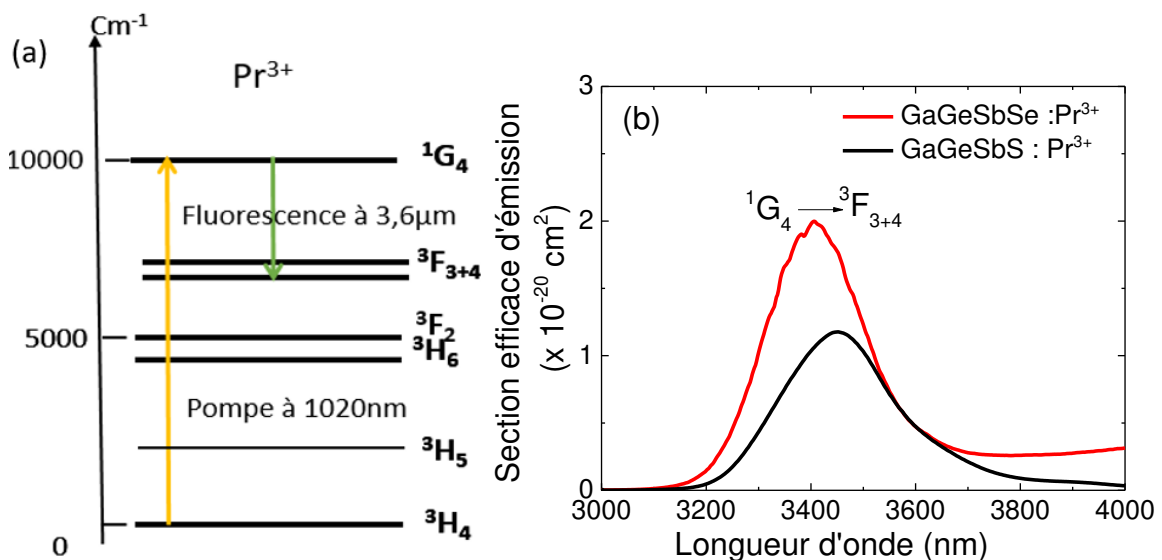 (a)
Cm⁻¹
Pr³⁺
10000
¹G₄
Fluorescence à 3,6µm
³F₃₊₄
³F₂
5000
³H₆
Pompe à 1020nm
³H₅
³H₄
0
(b)
GaGeSbSe :Pr³⁺
GaGeSbS : Pr³⁺
¹G₄ → ³F₃₊₄
Section efficace d'émission
(x 10⁻²⁰ cm²)
3
2
1
0
3000 3200 3400 3600 3800 4000
Longueur d'onde (nm)